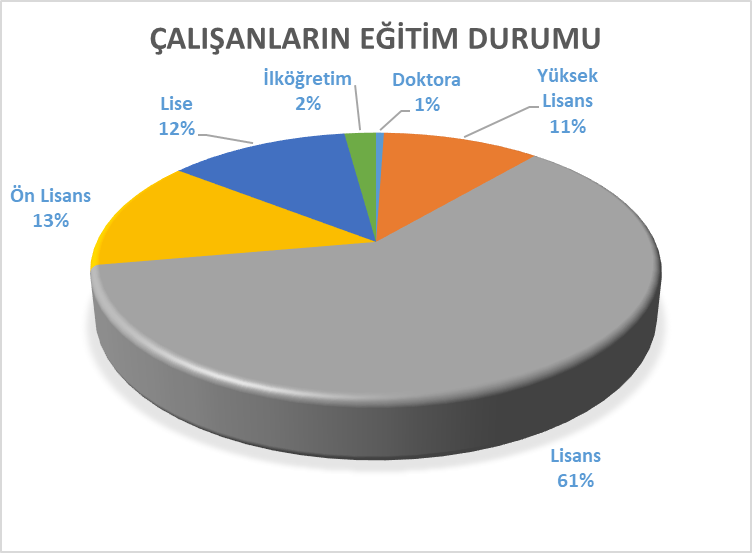 ÇALIŞANLARIN EĞİTİM DURUMU
İlköğretim
2%
Doktora
1%
Yüksek
Lisans
11%
Lise
12%
Ön Lisans
13%
Lisans
61%